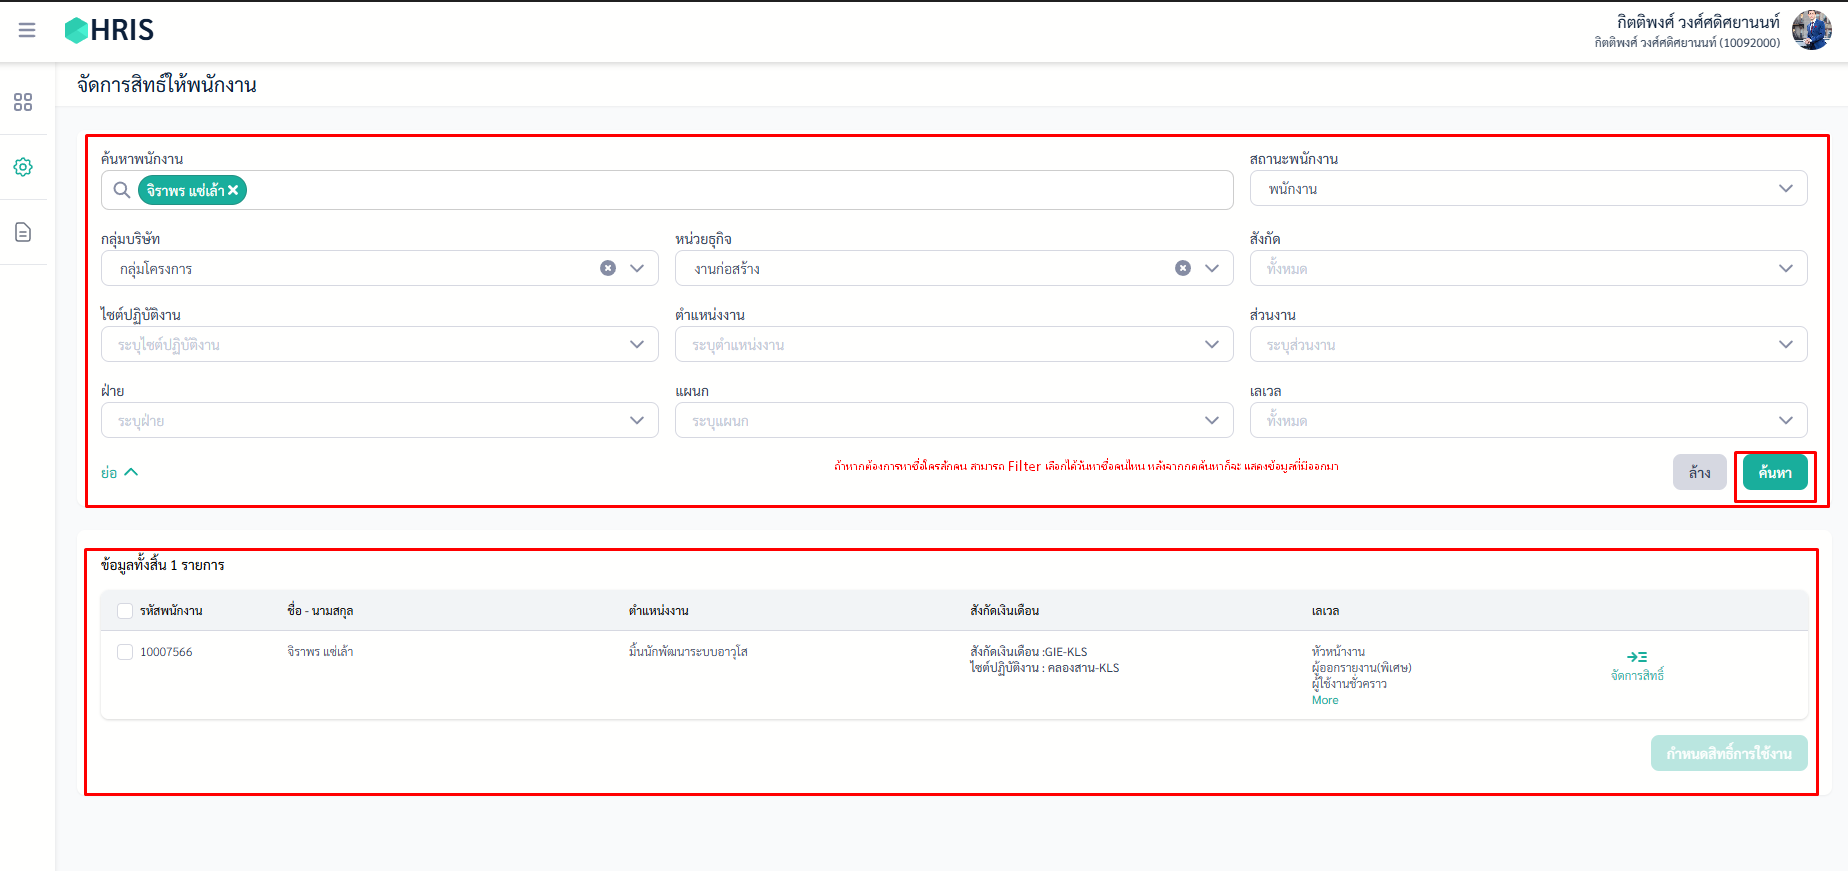 HRIS
กิตติพงศ์ วงศ์ศดิศยานนท์
กิตติพงศ์ วงศ์ศดิศยานนท์ (10092000)
จัดการสิทธิ์ให้พนักงาน
ค้นหาพนักงาน
สถานะพนักงาน
จิราพร แซ่เล้า
พนักงาน
กลุ่มบริษัท
หน่วยธุรกิจ
สังกัด
กลุ่มโครงการ
งานก่อสร้าง
ทั้งหมด
ไซต์ปฏิบัติงาน
ตำแหน่งงาน
ส่วนงาน
ระบุไซต์ปฏิบัติงาน
ระบุตำแหน่งงาน
ระบุส่วนงาน
ฝ่าย
แผนก
เลเวล
ระบุฝ่าย
ระบุแผนก
ทั้งหมด
ย่อ
ถ้าหากต้องการหาชื่อใครสักคน สามารถ Filter เลือกได้ว่าหาชื่อคนไหน หลังจากกดค้นหาก็จะ แสดงข้อมูลที่มีออกมา
ล้าง
ค้นหา
ข้อมูลทั้งสิ้น 1 รายการ
รหัสพนักงาน
ชื่อ - นามสกุล
ตำแหน่งงาน
สังกัดเงินเดือน
เลเวล
10007566
จิราพร แซ่เล้า
มิ้นนักพัฒนาระบบอาวุโส
สังกัดเงินเดือน :GIE-KLS
ไซต์ปฏิบัติงาน : คลองสาน-KLS
หัวหน้างาน
ผู้ออกรายงาน(พิเศษ)
ผู้ใช้งานชั่วคราว
More
จัดการสิทธิ์
กำหนดสิทธิ์การใช้งาน